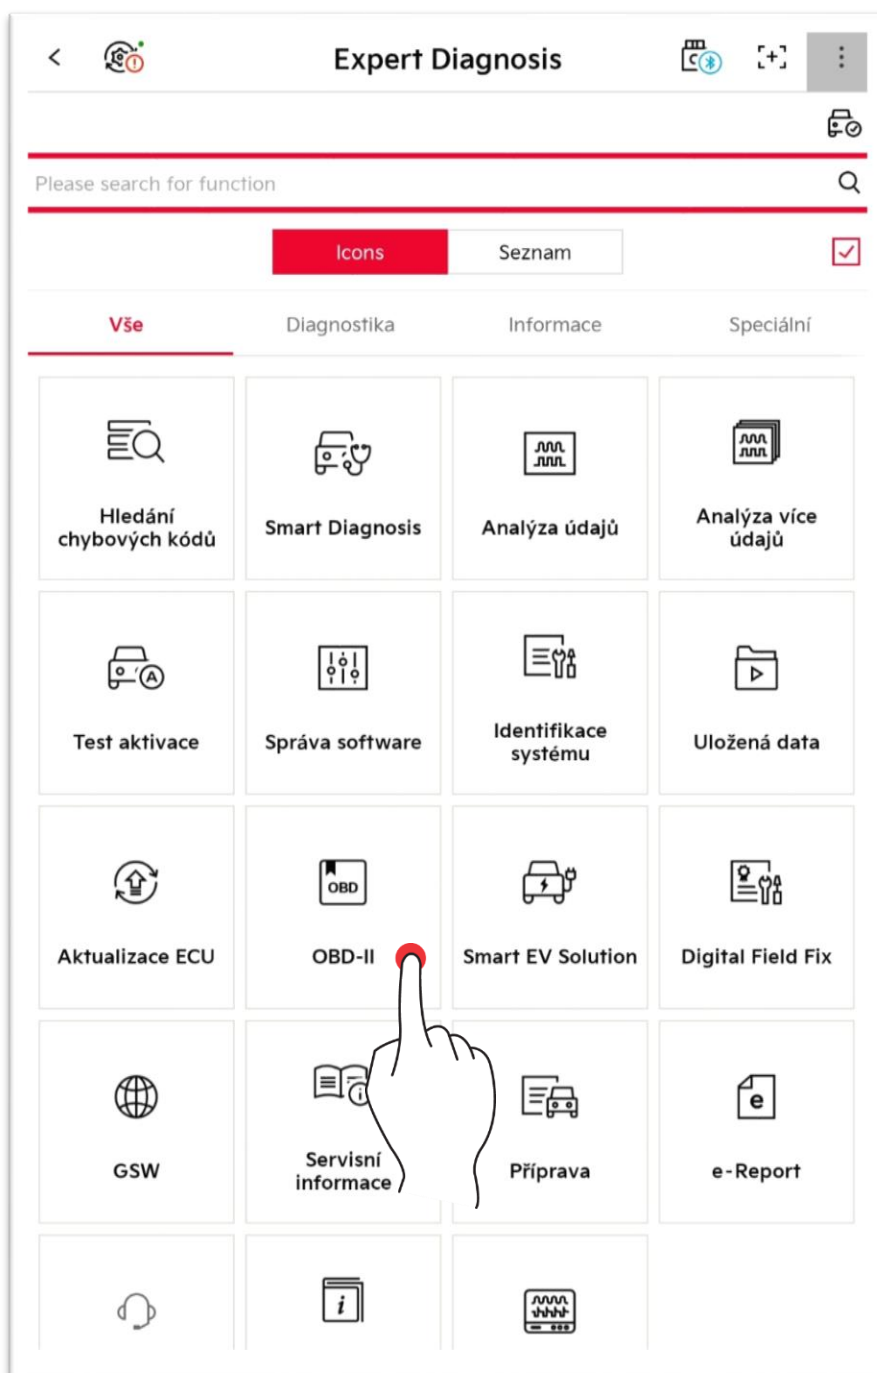 Expert Diagnosis
Please search for function
Icons
Seznam
Vše
Diagnostika
Informace
Speciální
Hledání
chybových kódů
Smart Diagnosis
Analýza údajů
Analýza více
údajů
A
Test aktivace
Správa software
Identifikace
systému
Uložená data
Aktualizace ECU
OBD
OBD-II
Smart EV Solution
Digital Field Fix
GSW
Servisní
informace
Příprava
e
e-Report
i